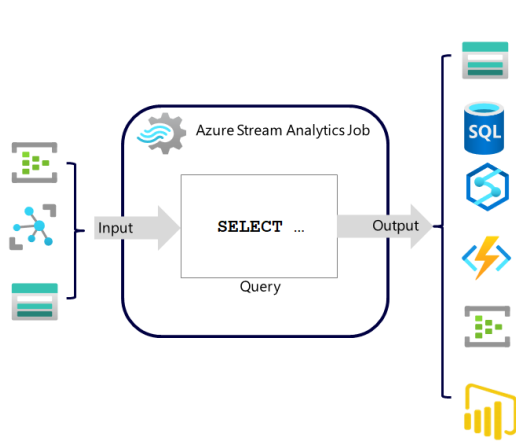 Azure Stream Analytics Job
SQL
Input
SELECT ...
Output
Query